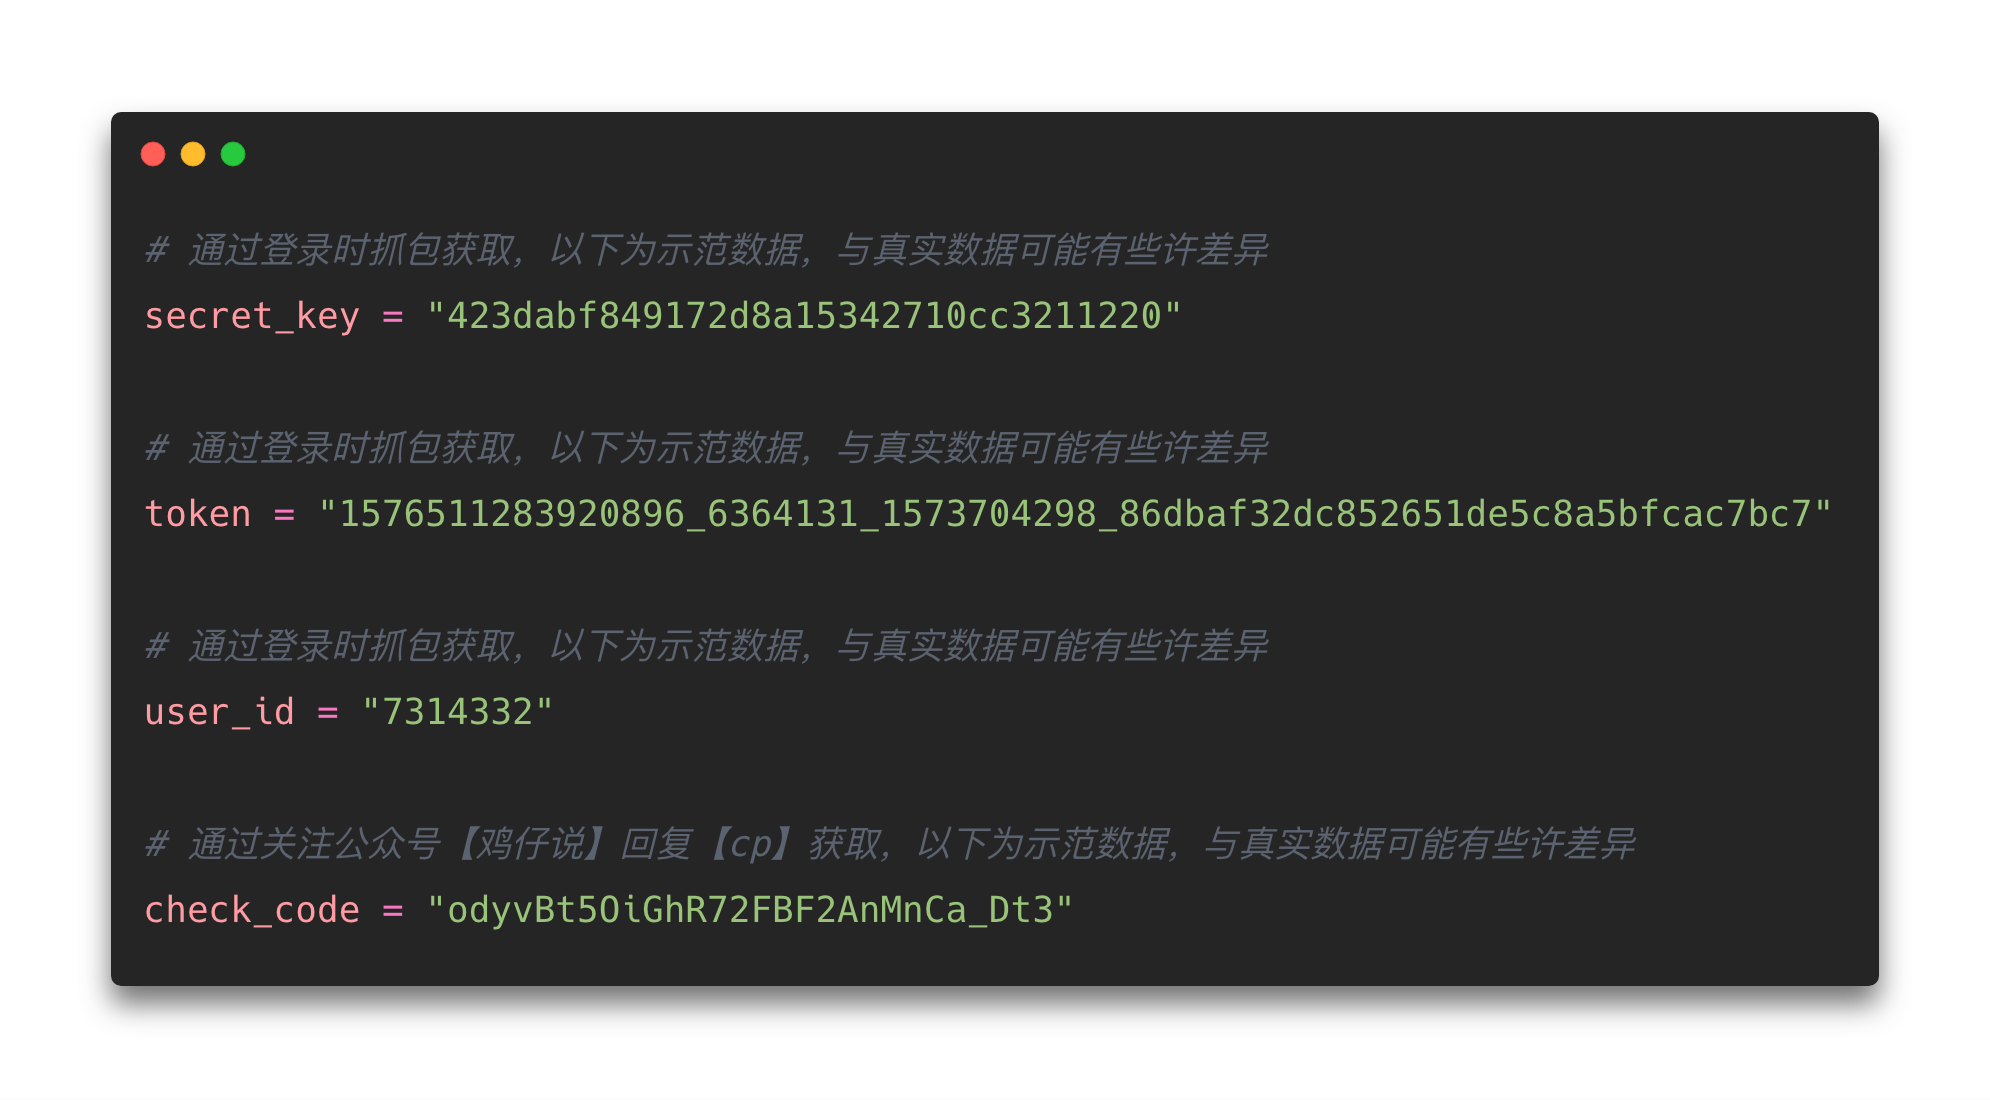 # 通过登录时抓包获取，以下为示范数据，与真实数据可能有些许差异
secret_key = "423dabf849172d8a15342710cc3211220"
# 通过登录时抓包获取，以下为示范数据，与真实数据可能有些许差异
token = "1576511283920896_6364131_1573704298_86dbaf32dc852651de5c8a5bfcac7bc7"
# 通过登录时抓包获取，以下为示范数据，与真实数据可能有些许差异
user_id = "7314332"
# 通过关注公众号【鸡仔说】回复【cp】获取，以下为示范数据，与真实数据可能有些许差异
check_code = "odyvBt5OiGhR72FBF2AnMnCa_Dt3"